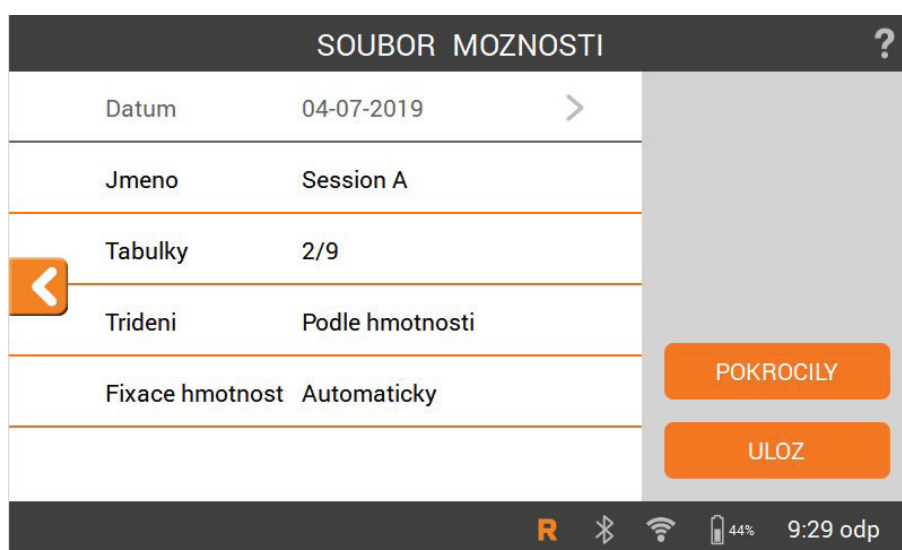 SOUBOR MOZNOSTI ?
Datum 04-07-2019
Jmeno Session A
Tabulky 2/9
Trideni Podle hmotnosti
Fixace hmotnost Automaticky
POKROCILY
ULOZ
R 44% 9:29 odp